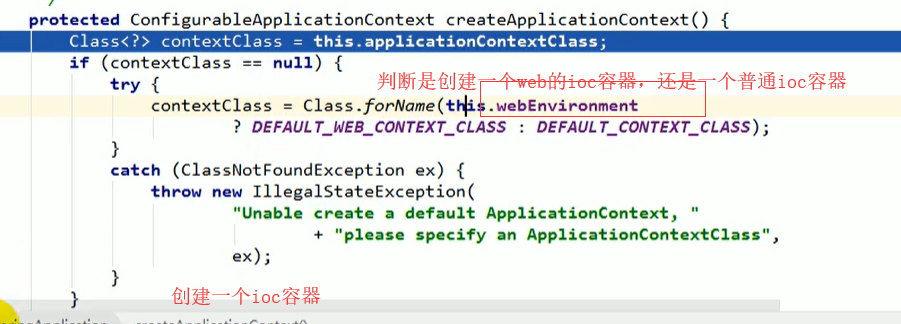 protected ConfigurableApplicationContext createApplicationContext() {
Class<?> contextClass = this.applicationContextClass;
if (contextClass == null) {
try {
判断是创建一个web的ioc容器，还是一个普通ioc容器
contextClass = Class.forName(this.webEnvironment
? DEFAULT_WEB_CONTEXT_CLASS : DEFAULT_CONTEXT_CLASS);
}
catch (ClassNotFoundException ex) {
throw new IllegalStateException(
"Unable create a default ApplicationContext, "
+ "please specify an ApplicationContextClass",
ex);
}
创建一个ioc容器
}